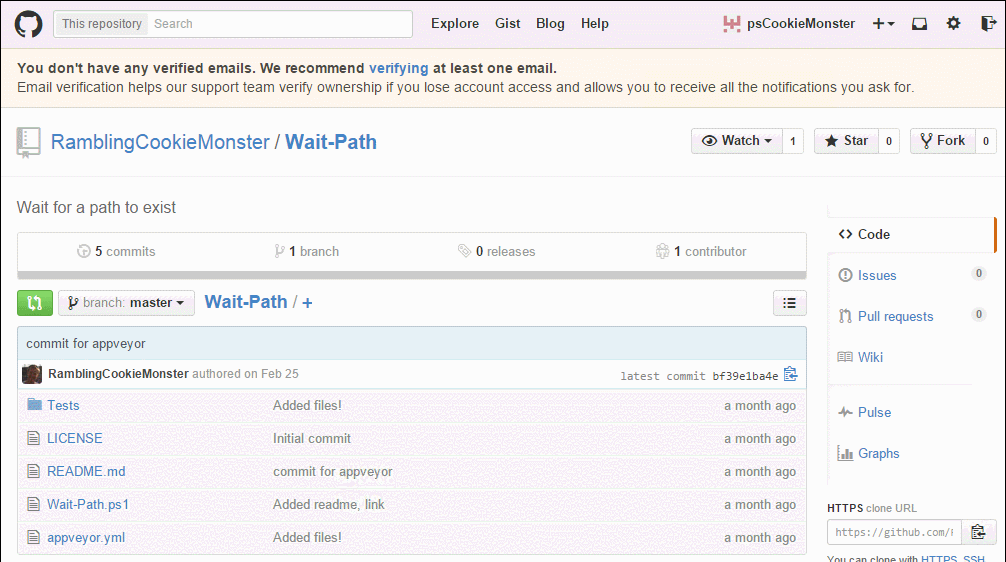 This repository Search Explore Gist Blog Help psCookieMonster
You don't have any verified emails. We recommend verifying at least one email.
Email verification helps our support team verify ownership if you lose account access and allows you to receive all the notifications you ask for.
RamblingCookieMonster / Wait-Path Watch 1 Star 0 Fork 0
Wait for a path to exist
5 commits 1 branch 0 releases 1 contributor
branch: master Wait-Path / +
commit for appveyor
RamblingCookieMonster authored on Feb 25 latest commit bf39e1ba4e
Tests Added files! a month ago
LICENSE Initial commit a month ago
README.md commit for appveyor a month ago
Wait-Path.ps1 Added readme, link a month ago
appveyor.yml Added files! a month ago
Code
Issues 0
Pull requests 0
Wiki
Pulse
Graphs
HTTPS clone URL
https://github.com/
You can clone with HTTPS, SSH